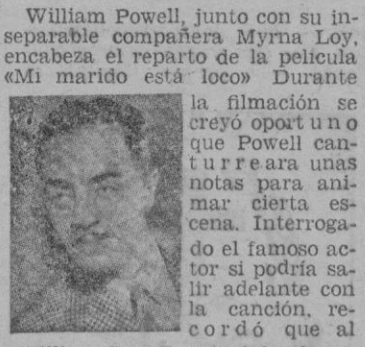 William Powell, junto con su in-
separable compañera Myrna Loy,
encabeza el reparto de la película
«Mi marido está loco» Durante
la filmación se
creyó oportuno
que Powell can-
turreara unas
notas para ani-
mar cierta es-
cena. Interroga-
do el famoso ac-
tor si podría sa-
lir adelante con
la canción, re-
cordó que al